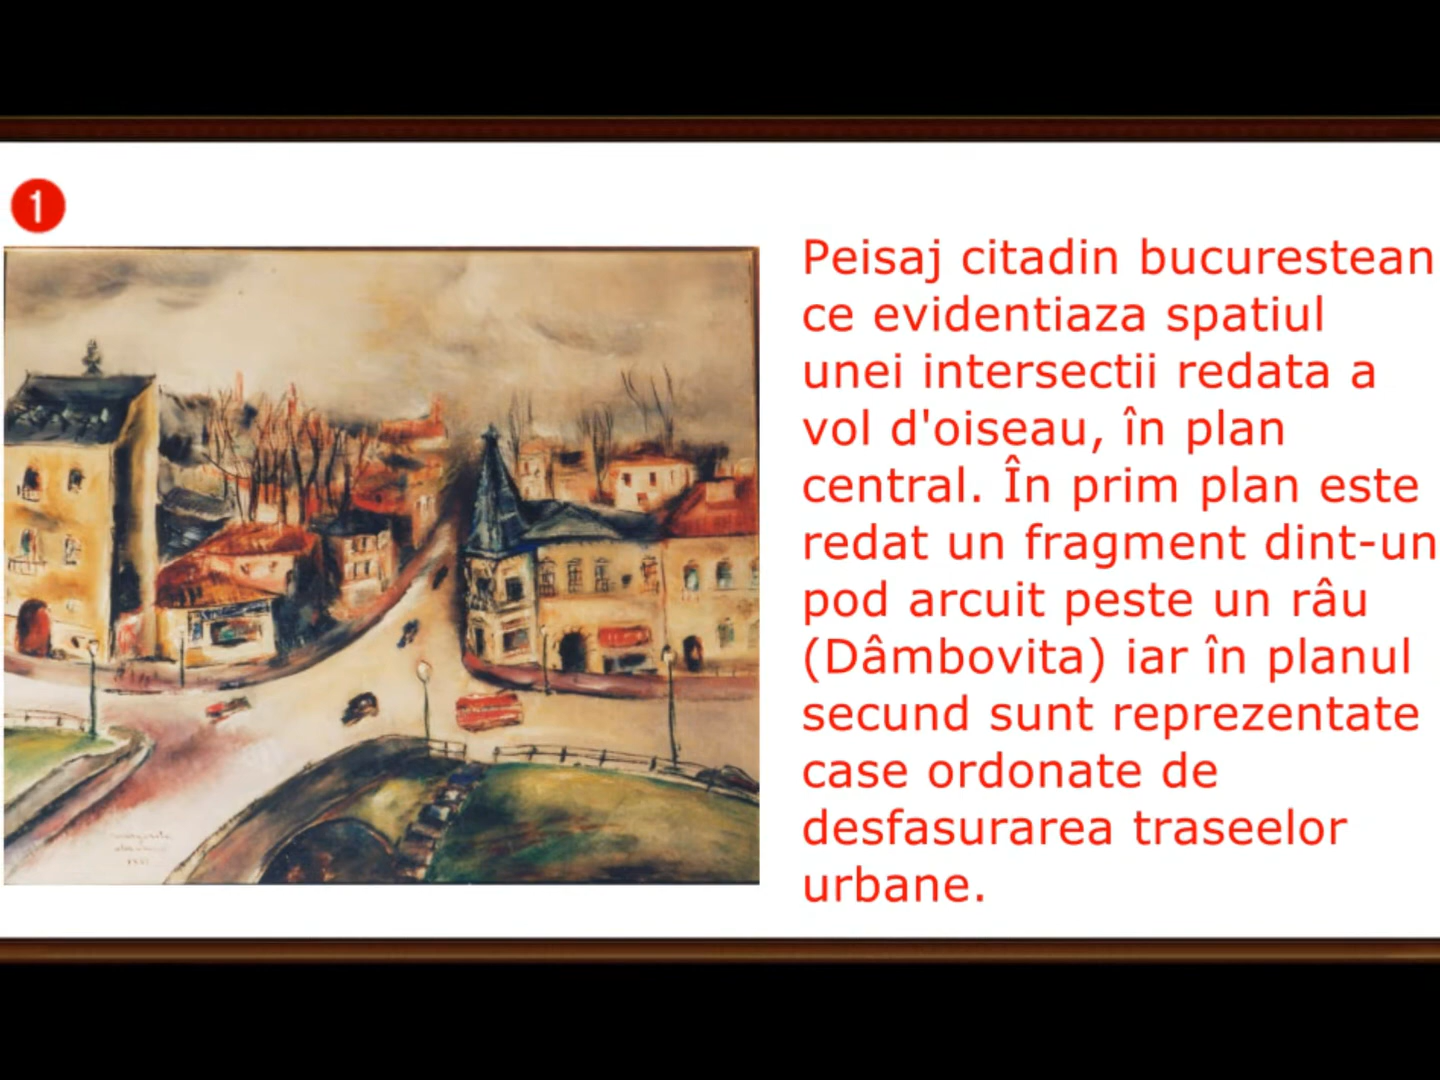 1
Peisaj citadin bucurestean
ce evidentiaza spatiul
unei intersectii redata a
vol d'oiseau, în plan
central. În prim plan este
redat un fragment dint-un
pod arcuit peste un râu
(Dâmbovita) iar în planul
secund sunt reprezentate
case ordonate de
desfasurarea traseelor
urbane.